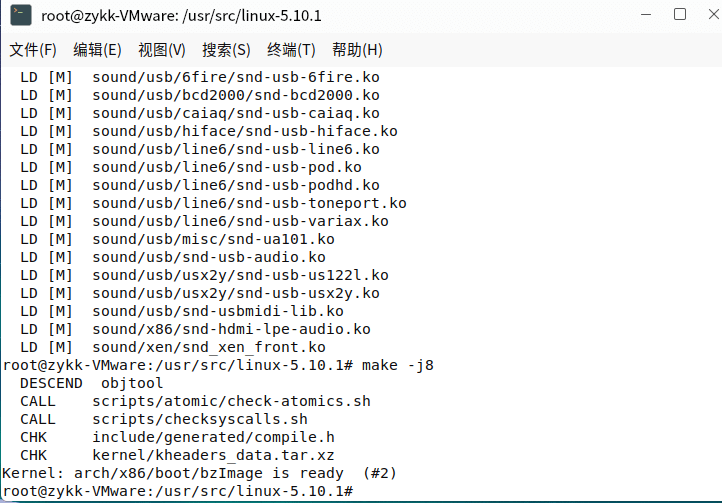 root@zykk-VMware: /usr/src/linux-5.10.1
文件(F) 编辑(E) 视图(V) 搜索(S) 终端(T) 帮助(H)
LD [M] sound/usb/6fire/snd-usb-6fire.ko
LD [M] sound/usb/bcd2000/snd-bcd2000.ko
LD [M] sound/usb/caiaq/snd-usb-caiaq.ko
LD [M] sound/usb/hiface/snd-usb-hiface.ko
LD [M] sound/usb/line6/snd-usb-line6.ko
LD [M] sound/usb/line6/snd-usb-pod.ko
LD [M] sound/usb/line6/snd-usb-podhd.ko
LD [M] sound/usb/line6/snd-usb-toneport.ko
LD [M] sound/usb/line6/snd-usb-variax.ko
LD [M] sound/usb/misc/snd-ua101.ko
LD [M] sound/usb/snd-usb-audio.ko
LD [M] sound/usb/usx2y/snd-usb-us122l.ko
LD [M] sound/usb/usx2y/snd-usb-usx2y.ko
LD [M] sound/usb/snd-usbmidi-lib.ko
LD [M] sound/x86/snd-hdmi-lpe-audio.ko
LD [M] sound/xen/snd_xen_front.ko
root@zykk-VMware:/usr/src/linux-5.10.1# make -j8
DESCEND objtool
CALL scripts/atomic/check-atomics.sh
CALL scripts/checksyscalls.sh
CHK include/generated/compile.h
CHK kernel/kheaders_data.tar.xz
Kernel: arch/x86/boot/bzImage is ready (#2)
root@zykk-VMware:/usr/src/linux-5.10.1#